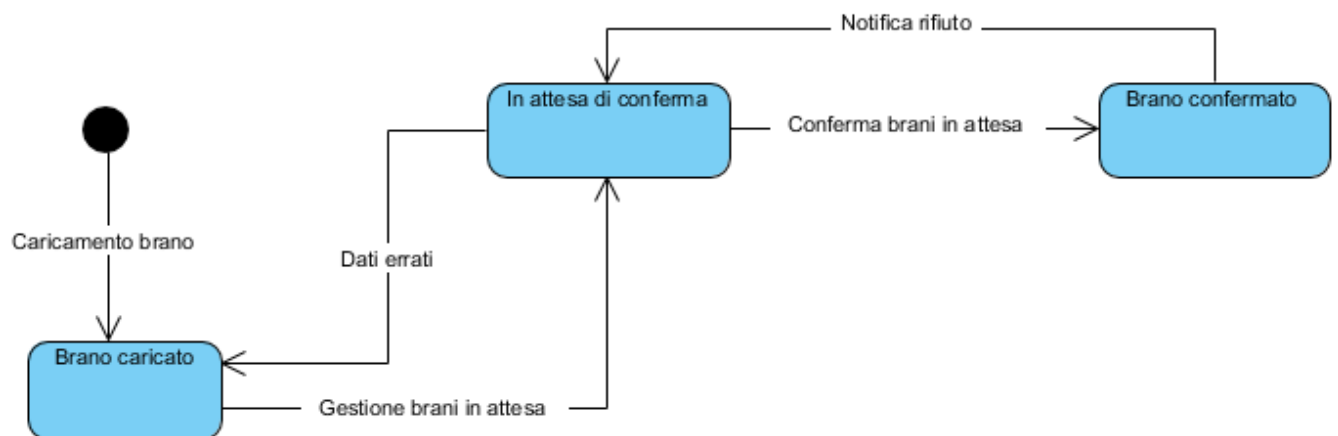 Notifica rifiuto
In attesa di conferma
Brano confermato
Conferma brani in attesa
Caricamento brano
Dati errati
Brano caricato
Gestione brani in attesa